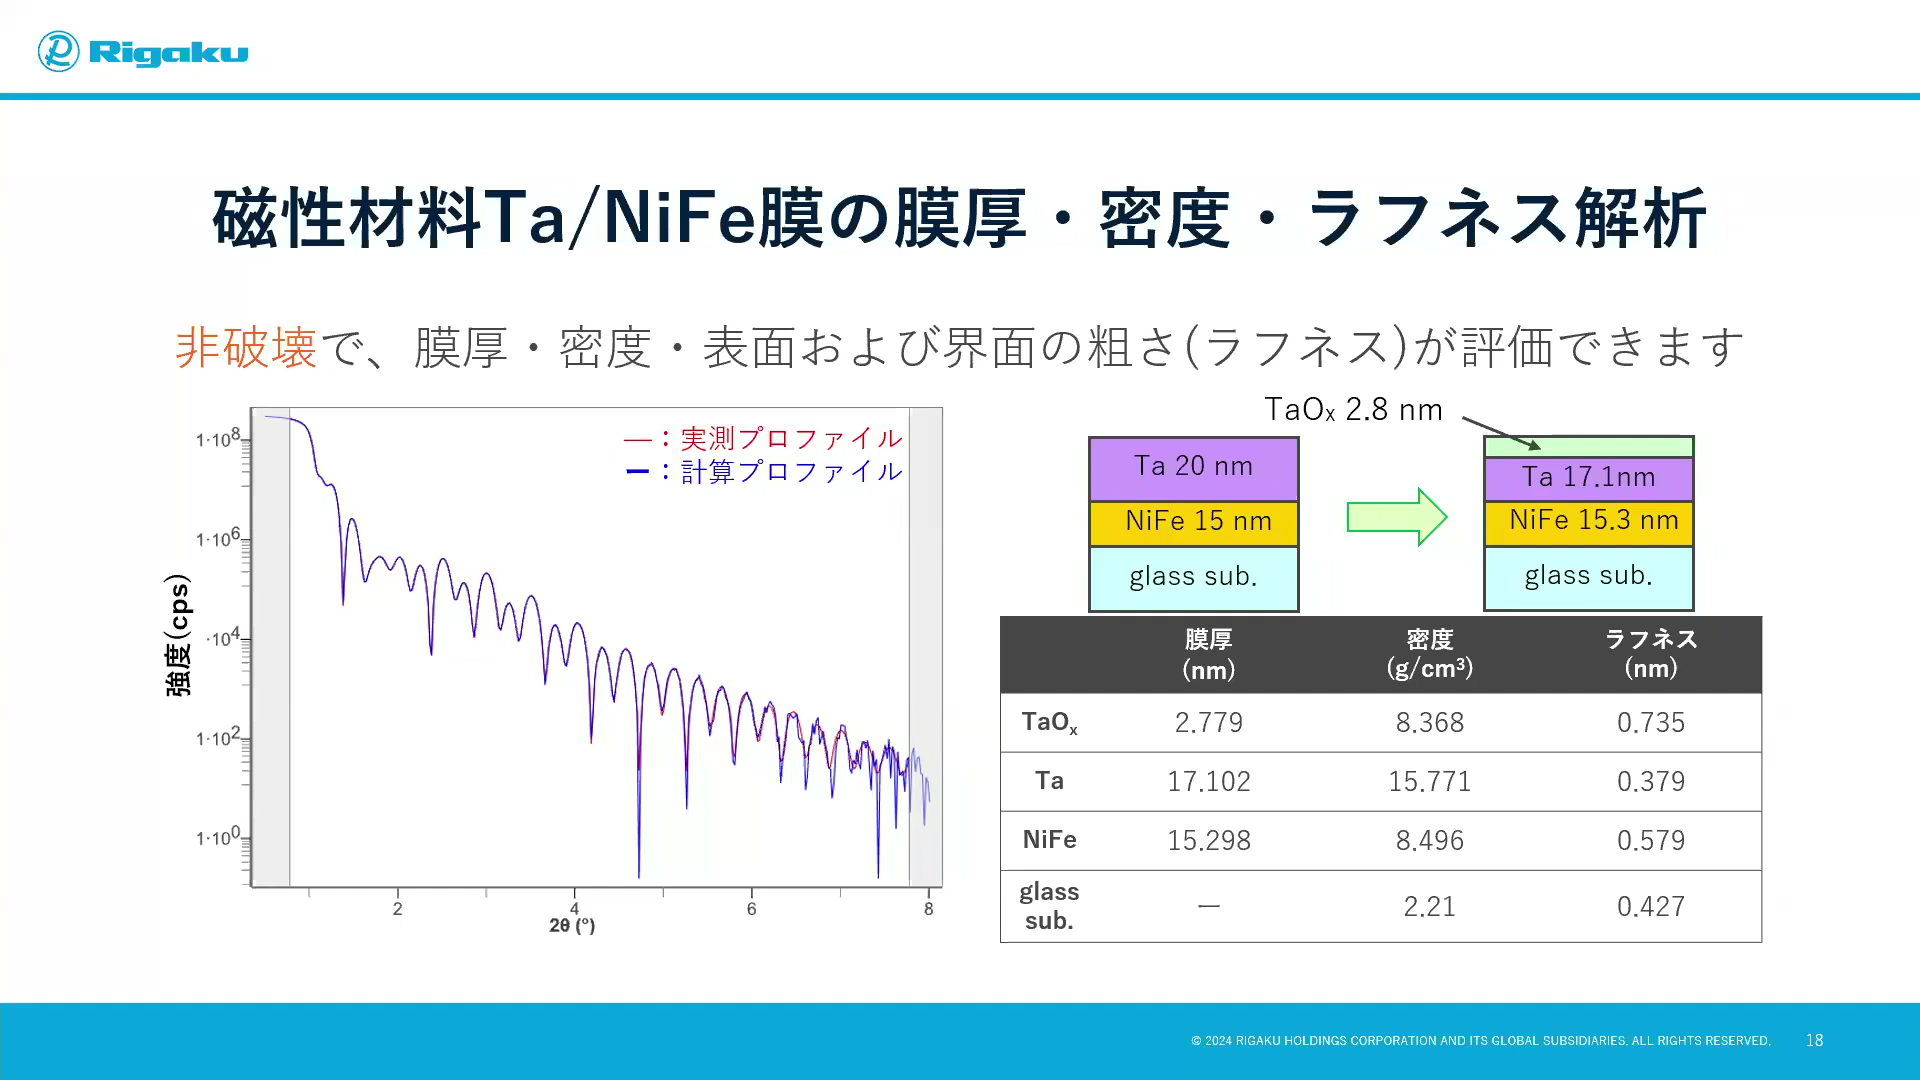 Rigaku
磁性材料Ta/NiFe膜の膜厚・密度・ラフネス解析
非破壊で、膜厚・密度・表面および界面の粗さ(ラフネス)が評価できます
—：実測プロファイル
—：計算プロファイル
強度(cps)
1·10⁸
1·10⁶
·10⁴
1·10²
1·10⁰
2 4 6 8
2θ (°)
TaOₓ 2.8 nm
Ta 20 nm
NiFe 15 nm
glass sub.
Ta 17.1nm
NiFe 15.3 nm
glass sub.
膜厚 (nm) 密度 (g/cm³) ラフネス (nm)
TaOₓ 2.779 8.368 0.735
Ta 17.102 15.771 0.379
NiFe 15.298 8.496 0.579
glass sub. — 2.21 0.427
© 2024 RIGAKU HOLDINGS CORPORATION AND ITS GLOBAL SUBSIDIARIES. ALL RIGHTS RESERVED. 18